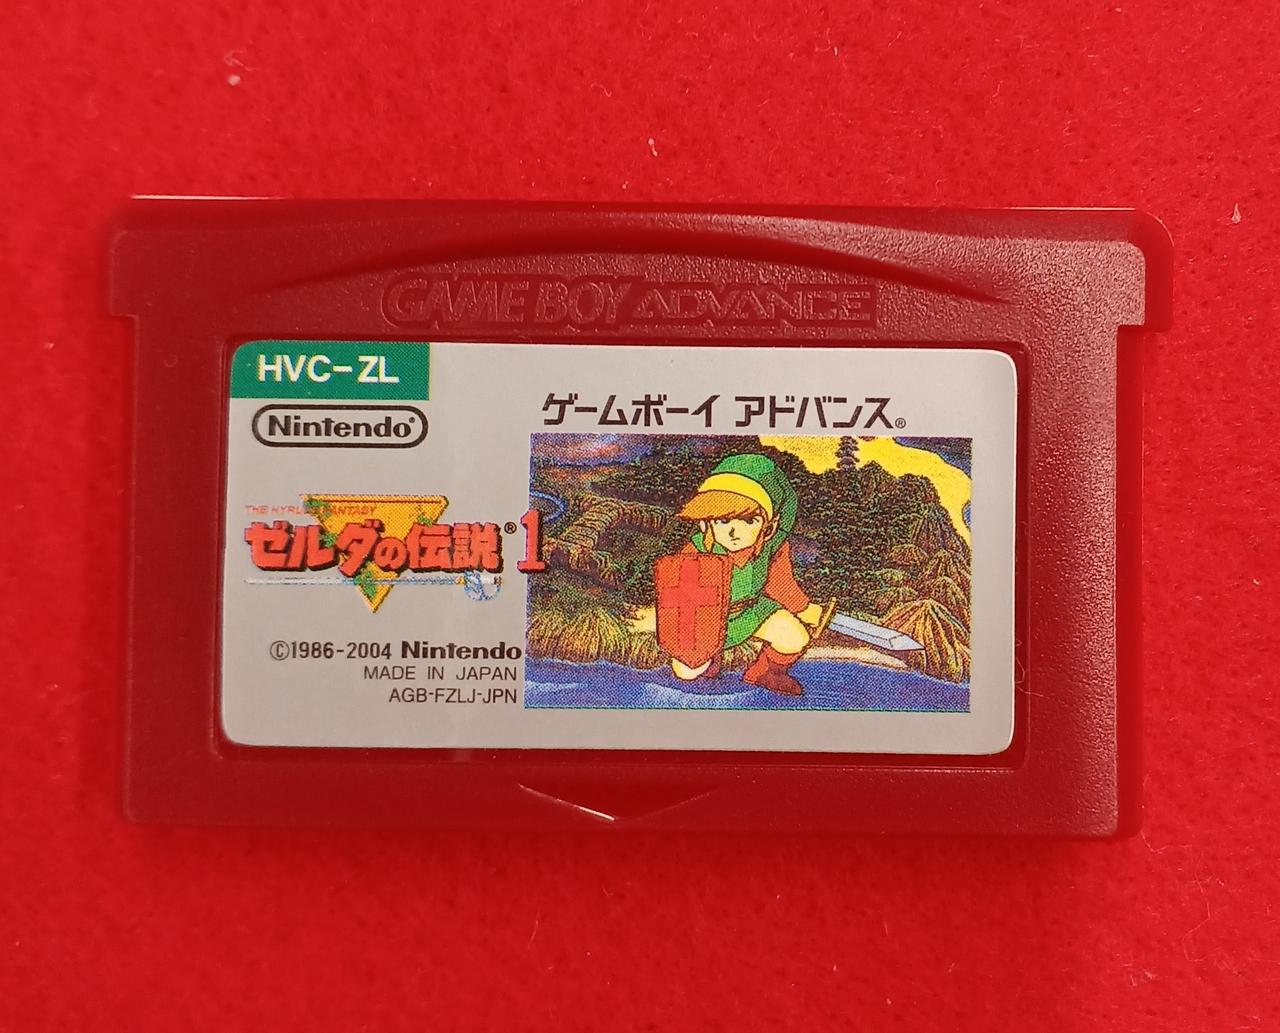 GAME BOY ADVANCE
HVC-ZL
Nintendo®
ゲームボーイ アドバンス®
THE HYRULE FANTASY
ゼルダの伝説®1
©1986-2004 Nintendo
MADE IN JAPAN
AGB-FZLJ-JPN